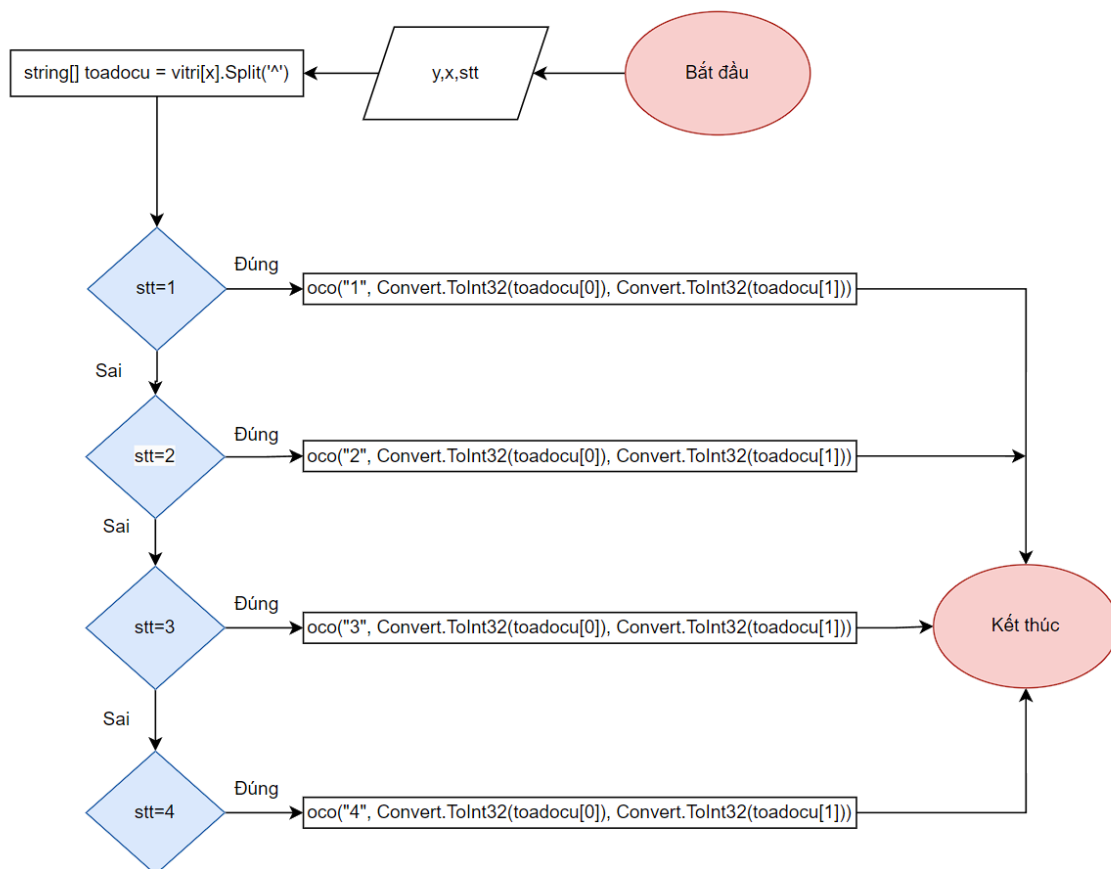 Bắt đầu
y,x,stt
string[] toadocu = vitri[x].Split('^')
stt=1
Đúng
oco("1", Convert.ToInt32(toadocu[0]), Convert.ToInt32(toadocu[1]))
Sai
stt=2
Đúng
oco("2", Convert.ToInt32(toadocu[0]), Convert.ToInt32(toadocu[1]))
Sai
stt=3
Đúng
oco("3", Convert.ToInt32(toadocu[0]), Convert.ToInt32(toadocu[1]))
Kết thúc
Sai
stt=4
Đúng
oco("4", Convert.ToInt32(toadocu[0]), Convert.ToInt32(toadocu[1]))